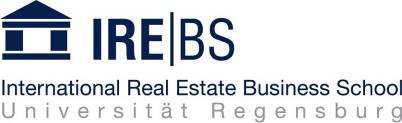 IRE|BS
International Real Estate Business School
Universität Regensburg